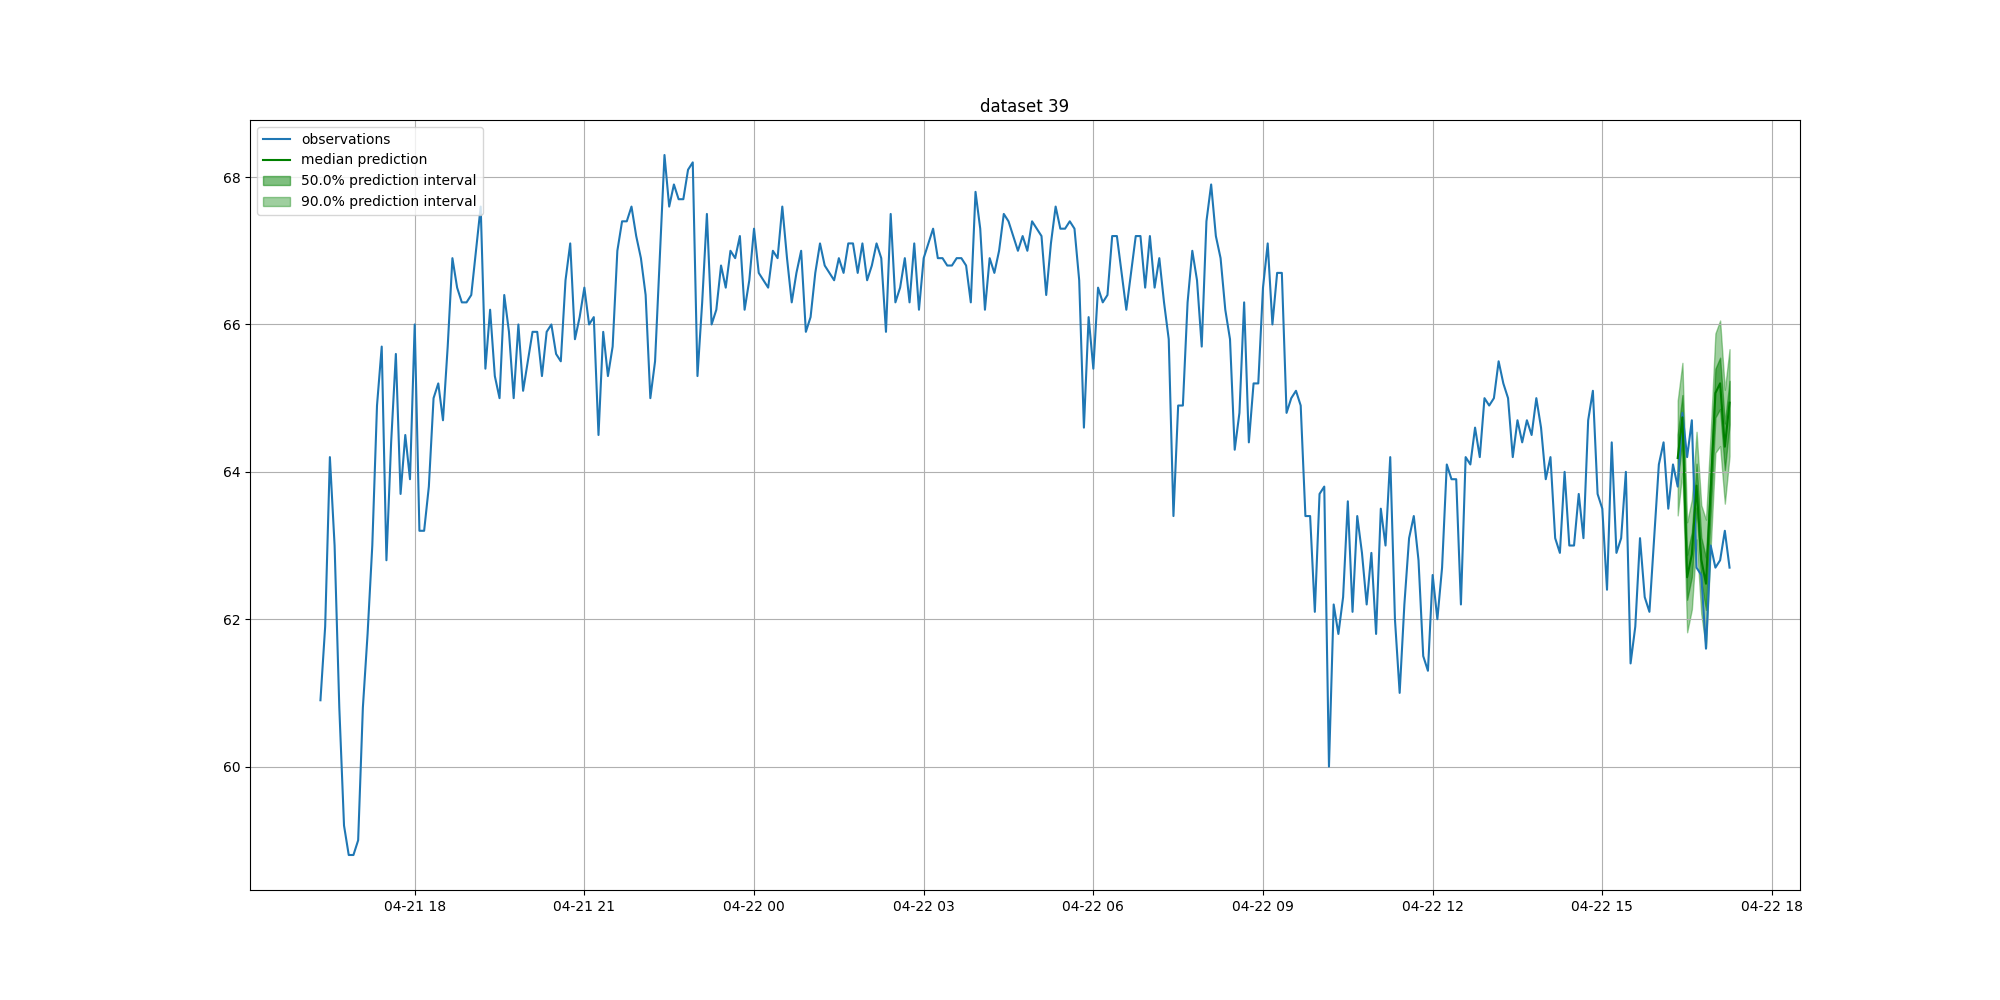 dataset 39
observations
median prediction
50.0% prediction interval
90.0% prediction interval
68
66
64
62
60
04-21 18
04-21 21
04-22 00
04-22 03
04-22 06
04-22 09
04-22 12
04-22 15
04-22 18